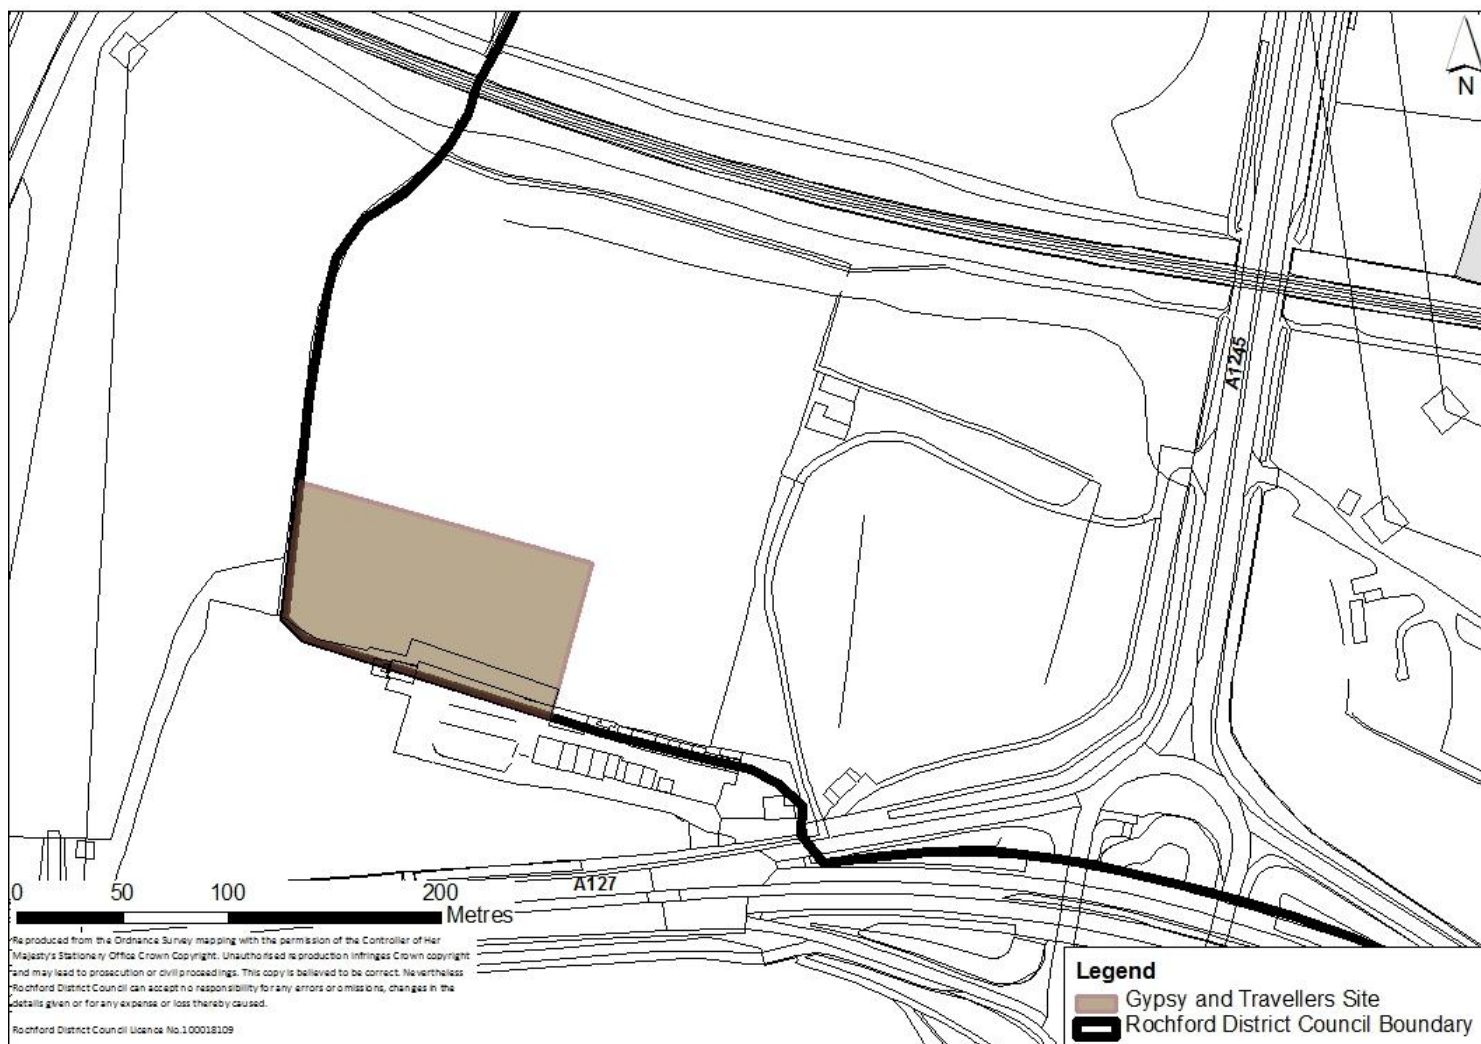 N
A1245
0 50 100 200
A127
Metres
Reproduced from the Ordnance Survey mapping with the permission of the Controller of Her
Majesty's Stationery Office Crown Copyright. Unauthorised reproduction infringes Crown copyright
and may lead to prosecution or civil proceedings. This copy is believed to be correct. Nevertheless
Rochford District Council can accept no responsibility for any errors or omissions, changes in the
details given or for any expense or loss thereby caused.
Rochford District Council Licence No.100018109
Legend
Gypsy and Travellers Site
Rochford District Council Boundary